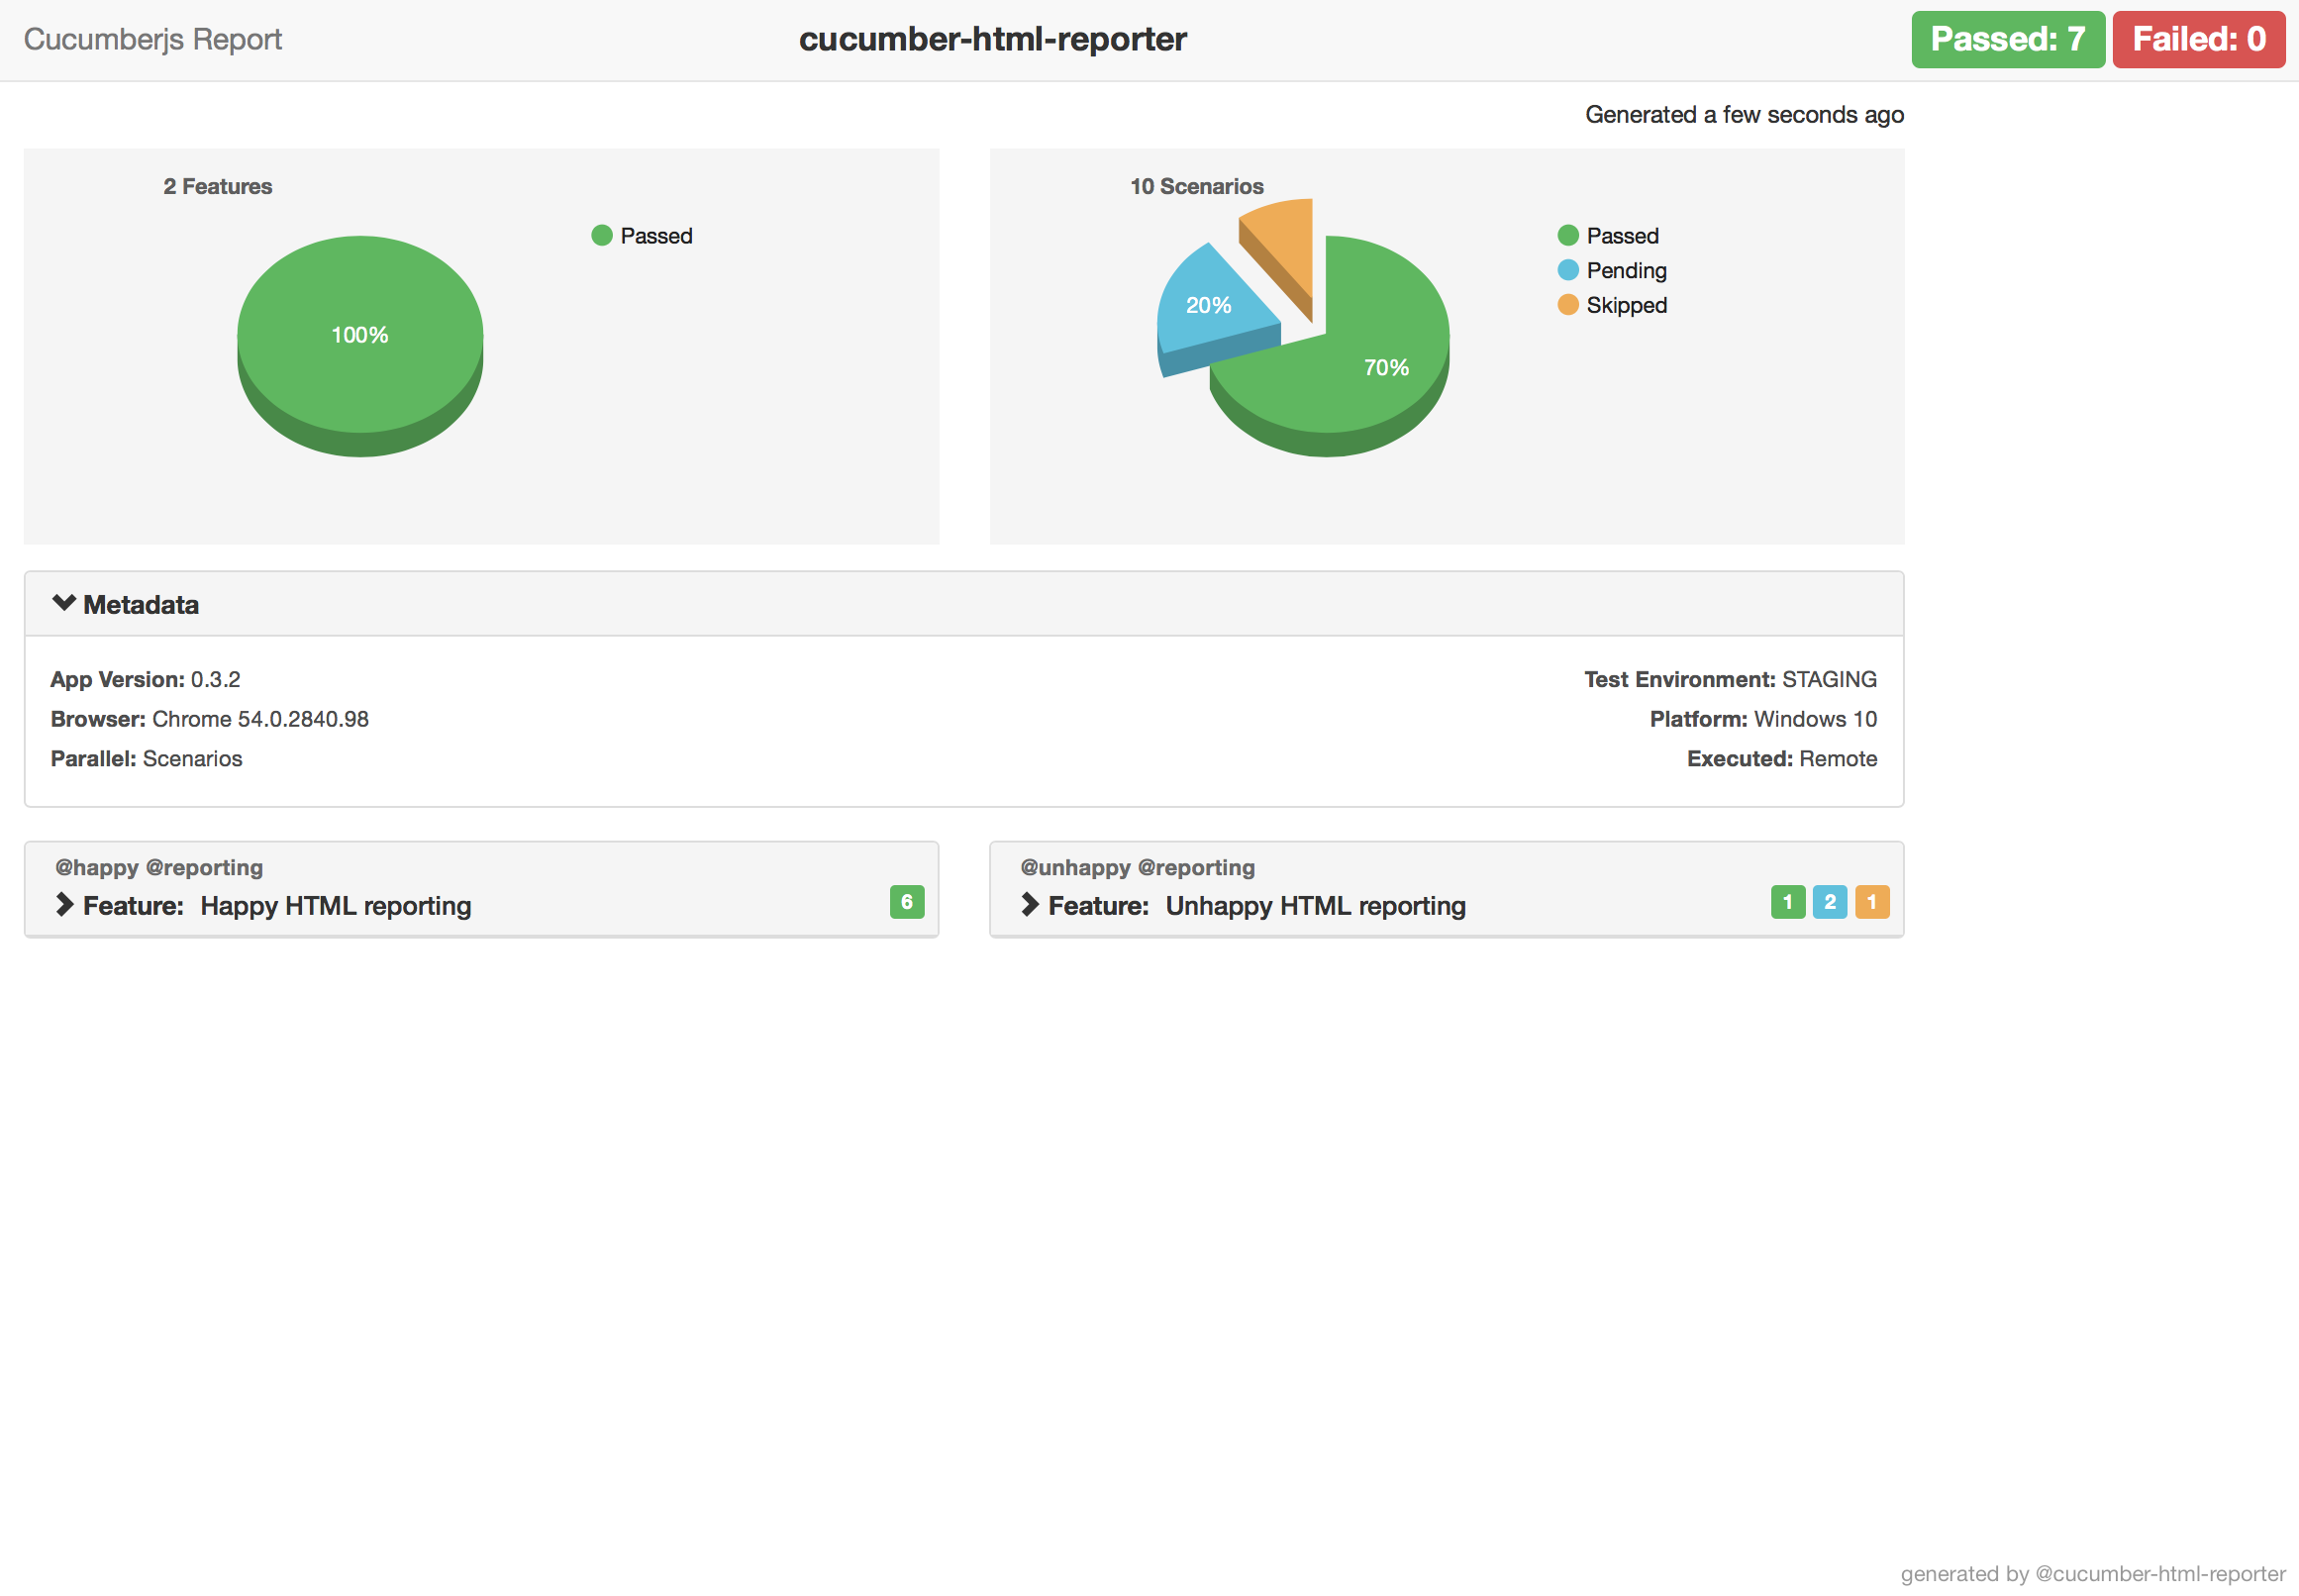 Cucumberjs Report
cucumber-html-reporter
Passed: 7
Failed: 0
Generated a few seconds ago
2 Features
Passed
100%
10 Scenarios
Passed
Pending
Skipped
20%
70%
Metadata
App Version: 0.3.2
Test Environment: STAGING
Browser: Chrome 54.0.2840.98
Platform: Windows 10
Parallel: Scenarios
Executed: Remote
@happy @reporting
Feature: Happy HTML reporting
6
@unhappy @reporting
Feature: Unhappy HTML reporting
1 2 1
generated by @cucumber-html-reporter